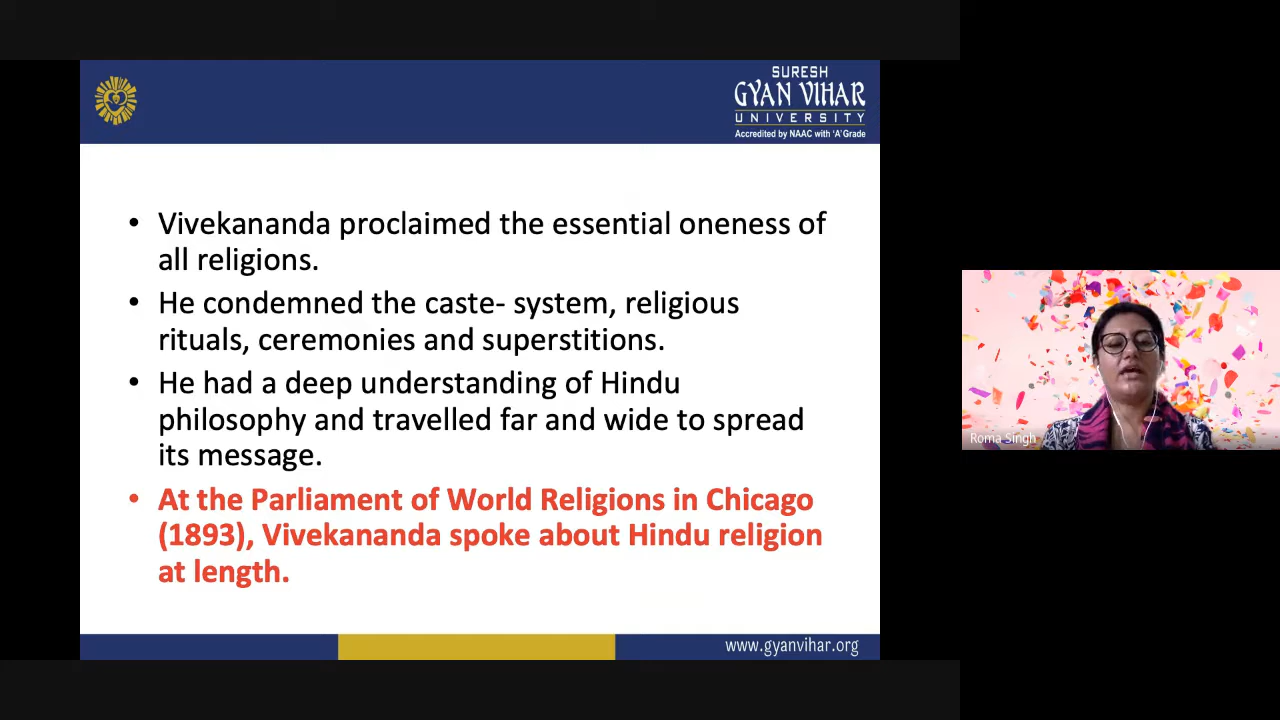 SURESH
GYAN VIHAR
UNIVERSITY
Accredited by NAAC with 'A' Grade
• Vivekananda proclaimed the essential oneness of
all religions.
• He condemned the caste- system, religious
rituals, ceremonies and superstitions.
• He had a deep understanding of Hindu
philosophy and travelled far and wide to spread
its message.
• At the Parliament of World Religions in Chicago
(1893), Vivekananda spoke about Hindu religion
at length.
www.gyanvihar.org
Roma Singh